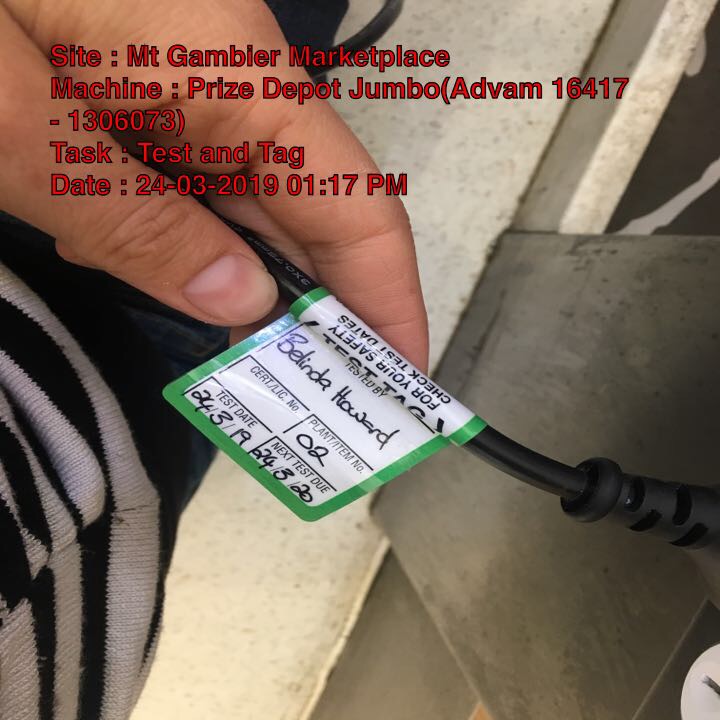 Site : Mt Gambier Marketplace
Machine : Prize Depot Jumbo(Advam 16417
- 1306073)
Task : Test and Tag
Date : 24-03-2019 01:17 PM
TEST TAG
FOR YOUR SAFETY
CHECK TEST DATES
TESTED BY
Belinda Howard
CERT/LIC. No.
PLANT/ITEM No.
02
TEST DATE
24/3/19
NEXT TEST DUE
24/3/20